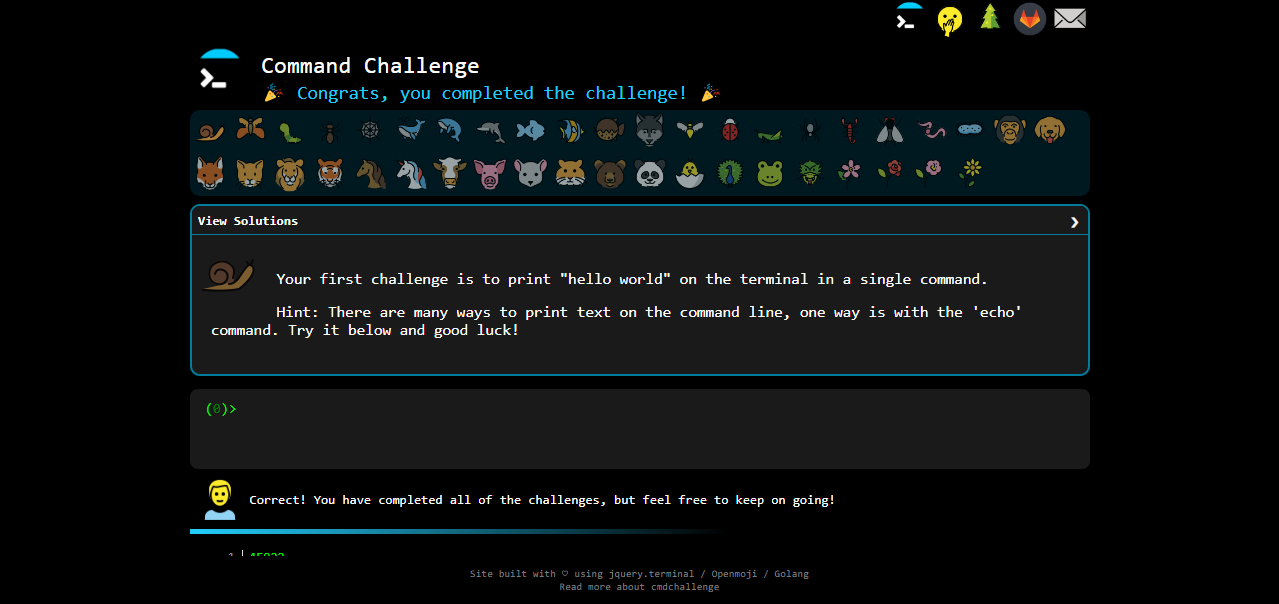 Command Challenge
🎉 Congrats, you completed the challenge! 🎉
View Solutions
Your first challenge is to print "hello world" on the terminal in a single command.
Hint: There are many ways to print text on the command line, one way is with the 'echo'
command. Try it below and good luck!
(0)>
Correct! You have completed all of the challenges, but feel free to keep on going!
Site built with ♡ using jquery.terminal / Openmoji / Golang
Read more about cmdchallenge